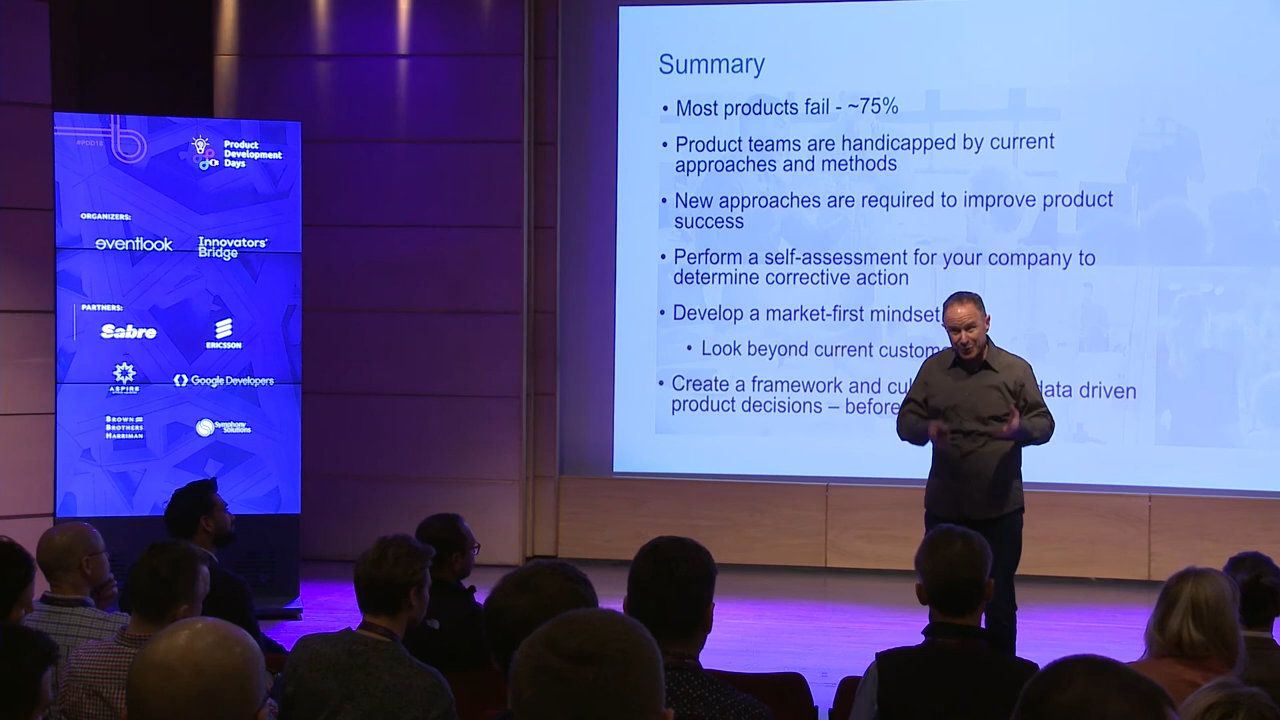 #PDD18
Product
Development
Days
ORGANIZERS:
eventlook
Innovators'
Bridge
PARTNERS:
Sabre
ERICSSON
ASPIRE
Google Developers
BROWN
BROTHERS
HARRIMAN
Symphony
Solutions
Summary
• Most products fail - ~75%
• Product teams are handicapped by current
approaches and methods
• New approaches are required to improve product
success
• Perform a self-assessment for your company to
determine corrective action
• Develop a market-first mindset
• Look beyond current custom
• Create a framework and cul data driven
product decisions – before